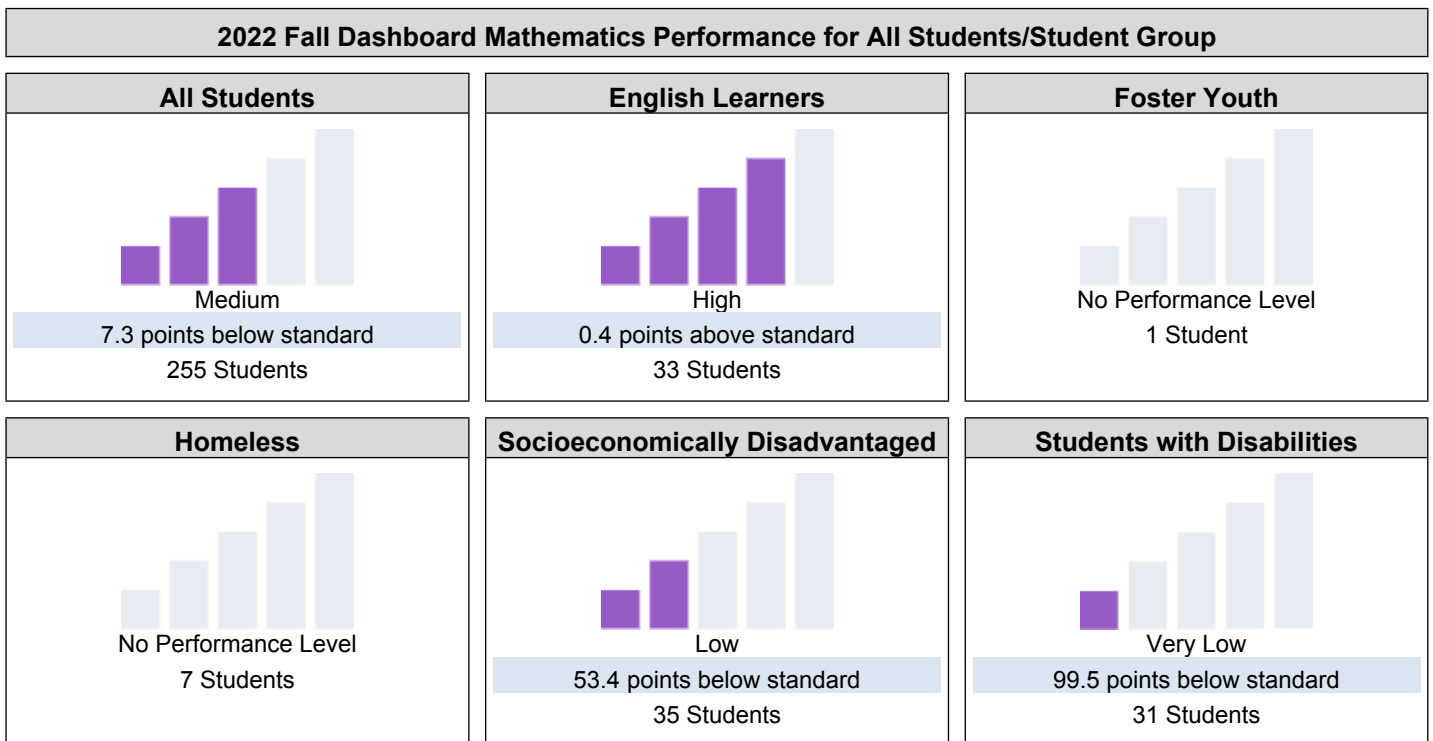 2022 Fall Dashboard Mathematics Performance for All Students/Student Group
All Students
Medium
7.3 points below standard
255 Students
English Learners
High
0.4 points above standard
33 Students
Foster Youth
No Performance Level
1 Student
Homeless
No Performance Level
7 Students
Socioeconomically Disadvantaged
Low
53.4 points below standard
35 Students
Students with Disabilities
Very Low
99.5 points below standard
31 Students